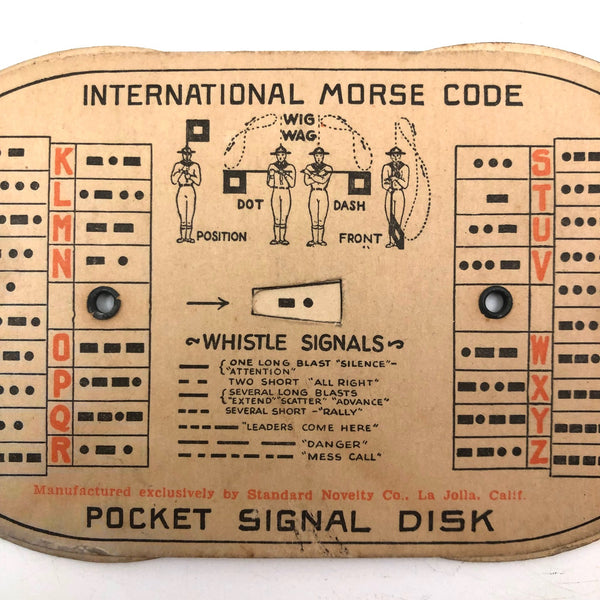 INTERNATIONAL MORSE CODE
WIG
WAG
DOT DASH
POSITION FRONT
K
L
M
N
O
P
Q
R
S
T
U
V
W
X
Y
Z
~WHISTLE SIGNALS~
ONE LONG BLAST "SILENCE"-
"ATTENTION"
TWO SHORT "ALL RIGHT"
SEVERAL LONG BLASTS
"EXTEND" "SCATTER" "ADVANCE"
SEVERAL SHORT -"RALLY"
"LEADERS COME HERE"
"DANGER"
"MESS CALL"
Manufactured exclusively by Standard Novelty Co., La Jolla, Calif.
POCKET SIGNAL DISK